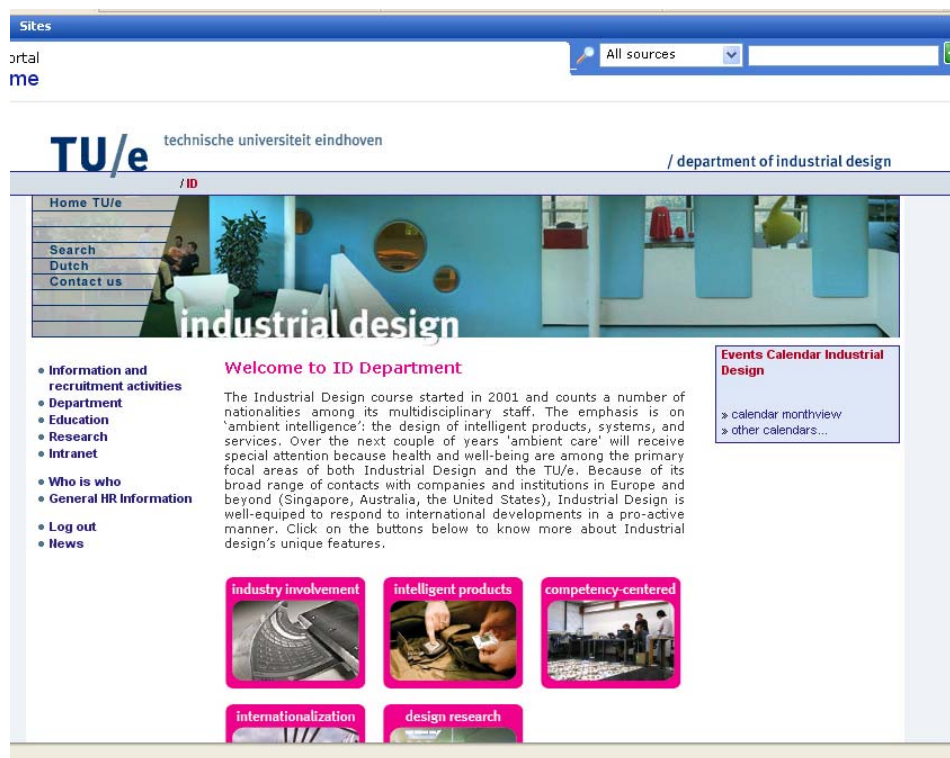 Sites
ortal
me
All sources
TU/e technische universiteit eindhoven
/ department of industrial design
/ ID
Home TU/e
Search
Dutch
Contact us
industrial design
Information and
recruitment activities
Department
Education
Research
Intranet
Who is who
General HR Information
Log out
News
Welcome to ID Department
The Industrial Design course started in 2001 and counts a number of
nationalities among its multidisciplinary staff. The emphasis is on
‘ambient intelligence’: the design of intelligent products, systems, and
services. Over the next couple of years 'ambient care' will receive
special attention because health and well-being are among the primary
focal areas of both Industrial Design and the TU/e. Because of its
broad range of contacts with companies and institutions in Europe and
beyond (Singapore, Australia, the United States), Industrial Design is
well-equiped to respond to international developments in a pro-active
manner. Click on the buttons below to know more about Industrial
design’s unique features.
industry involvement
intelligent products
competency-centered
internationalization
design research
Events Calendar Industrial
Design
» calendar monthview
» other calendars...